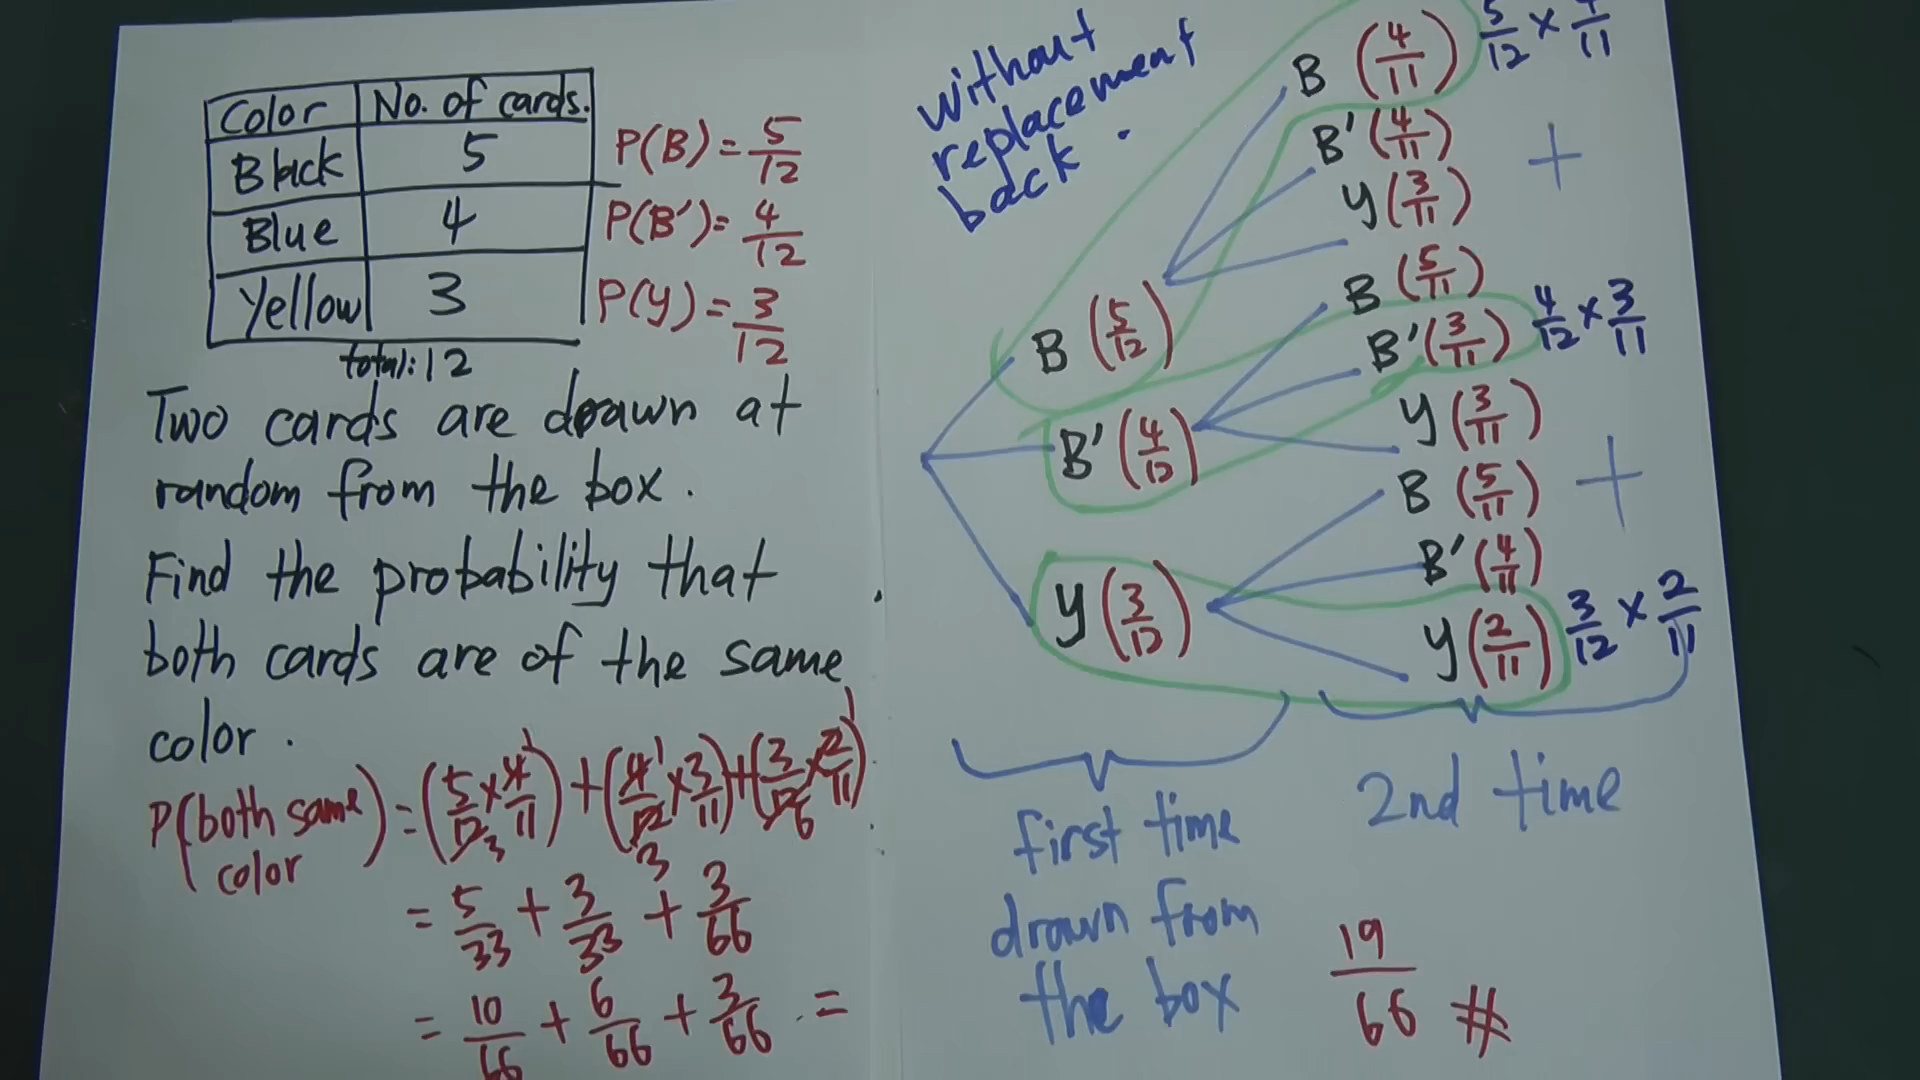 Color No. of cards.
Black 5
Blue 4
Yellow 3
total: 12
P(B) = 5/12
P(B') = 4/12
P(Y) = 3/12
Two cards are drawn at
random from the box.
Find the probability that
both cards are of the same
color.
P(both same color) = (5/12 3 × 4/11 1) + (4/12 3 1 × 3/11) + (3/12 6 × 2/11 1)
= 5/33 + 3/33 + 3/66
= 10/66 + 6/66 + 3/66 =
without
replacement
back.
B (5/12)
B (4/11) 5/12 × 4/11
B' (4/11)
Y (3/11)
+
B' (4/12)
B (5/11)
B' (3/11) 4/12 × 3/11
Y (3/11)
+
Y (3/12)
B (5/11)
B' (4/11)
Y (2/11) 3/12 × 2/11
first time
drawn from
the box
2nd time
19/66 #